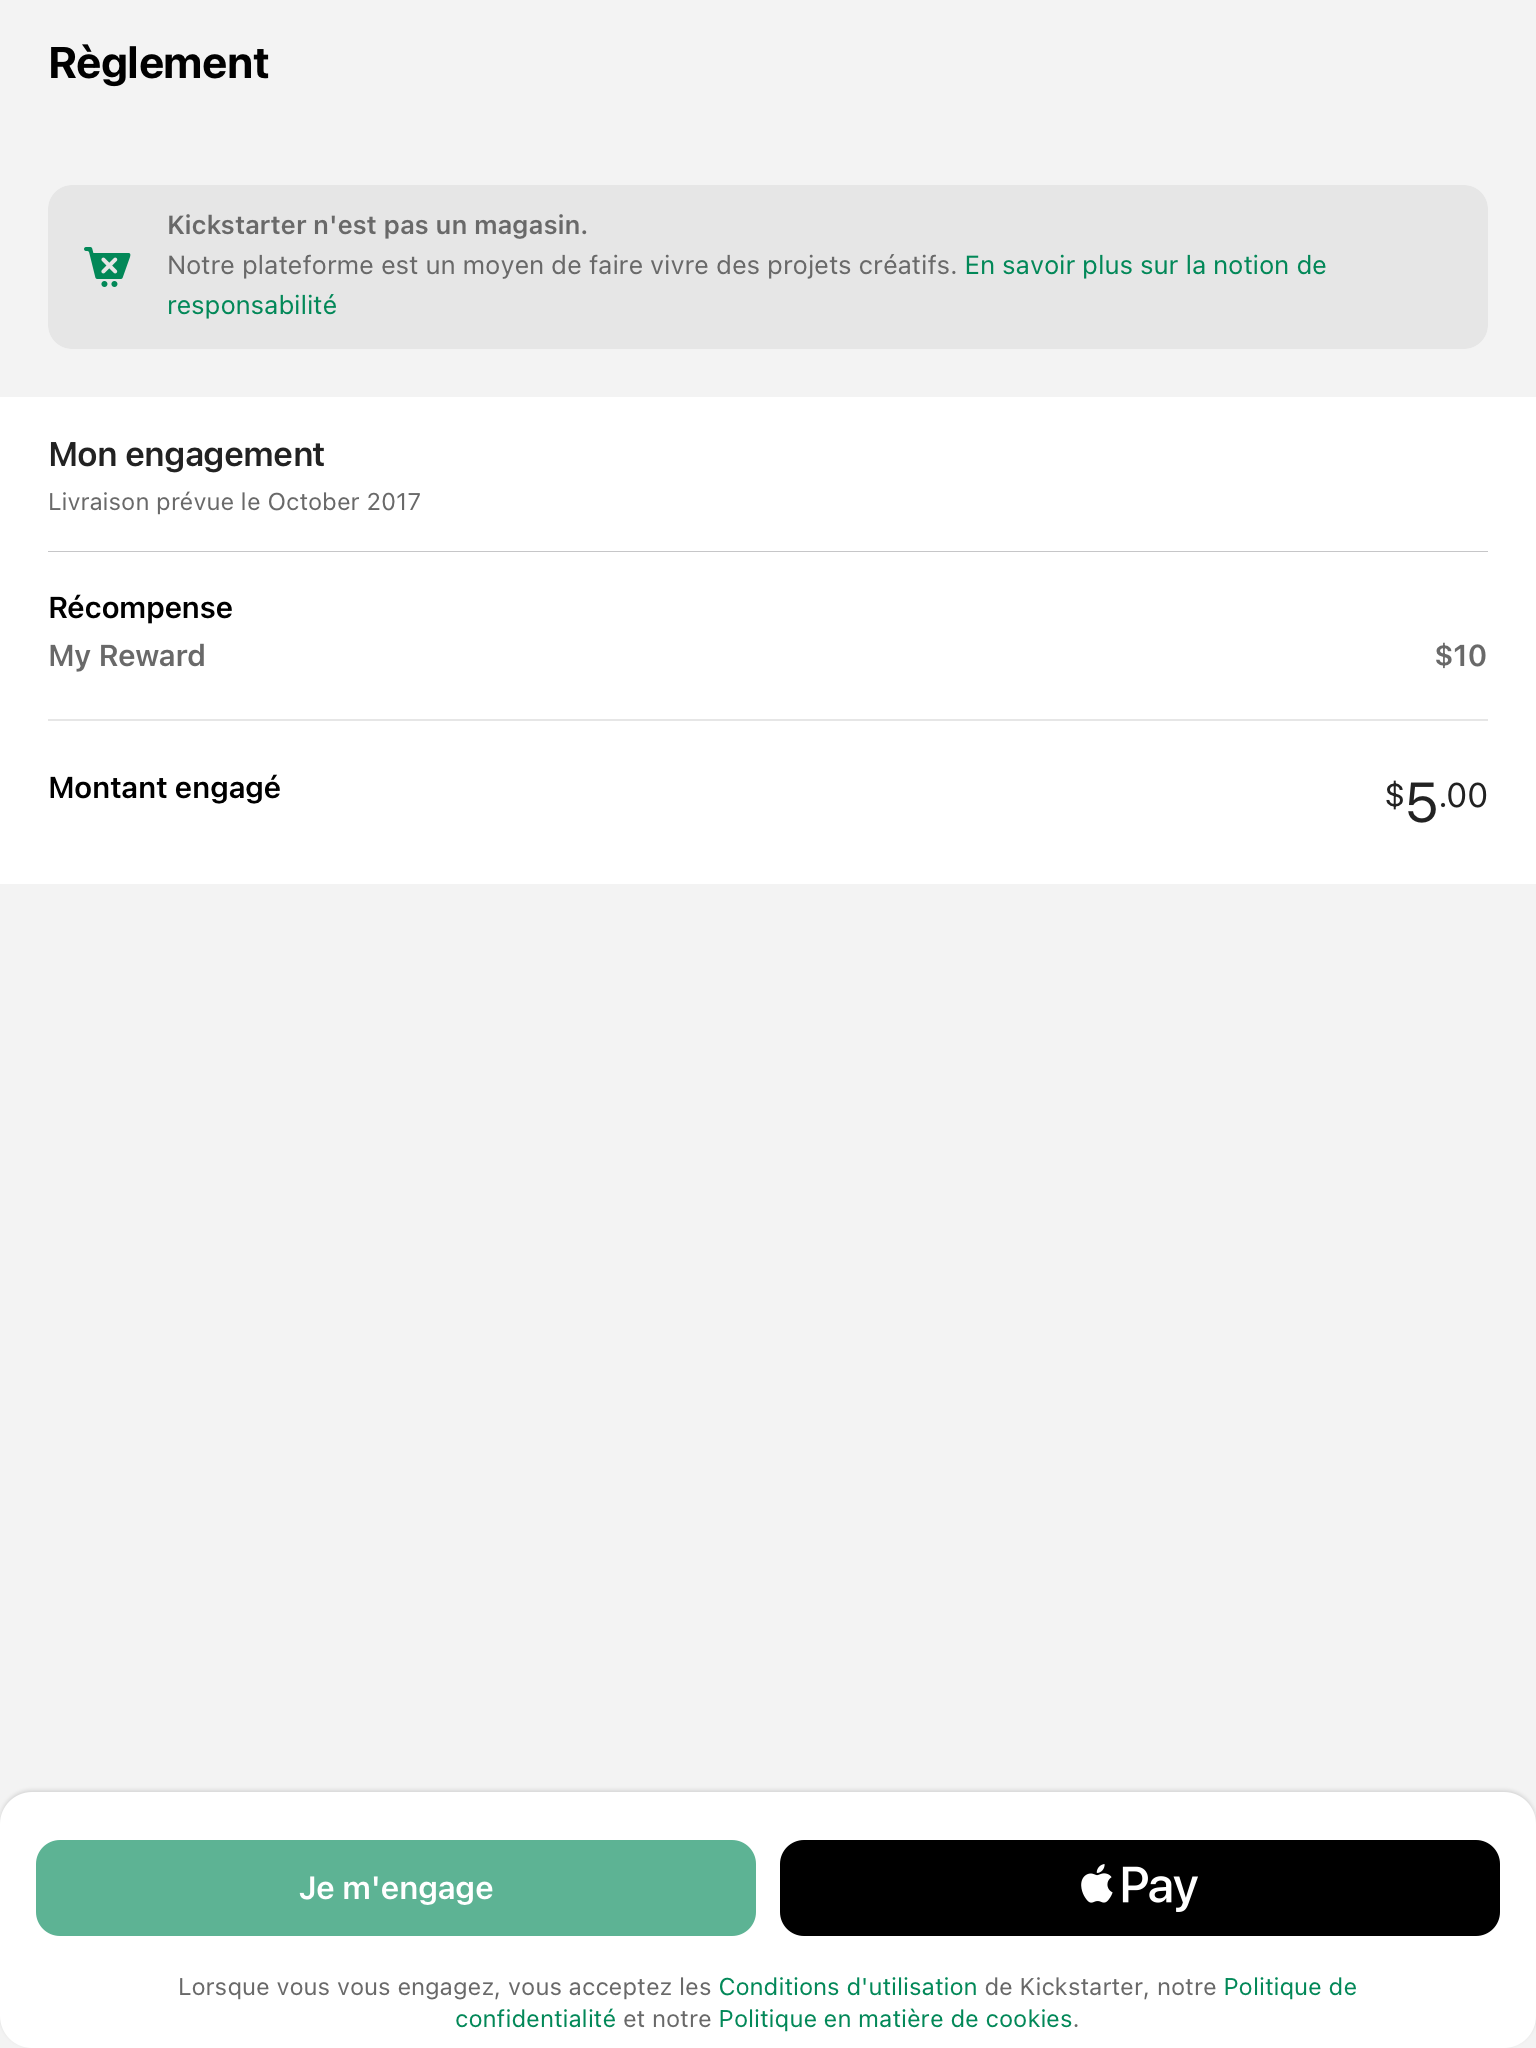 Règlement
Kickstarter n'est pas un magasin.
Notre plateforme est un moyen de faire vivre des projets créatifs. En savoir plus sur la notion de
responsabilité
Mon engagement
Livraison prévue le October 2017
Récompense
My Reward $10
Montant engagé $5.00
Je m'engage Pay
Lorsque vous vous engagez, vous acceptez les Conditions d'utilisation de Kickstarter, notre Politique de
confidentialité et notre Politique en matière de cookies.